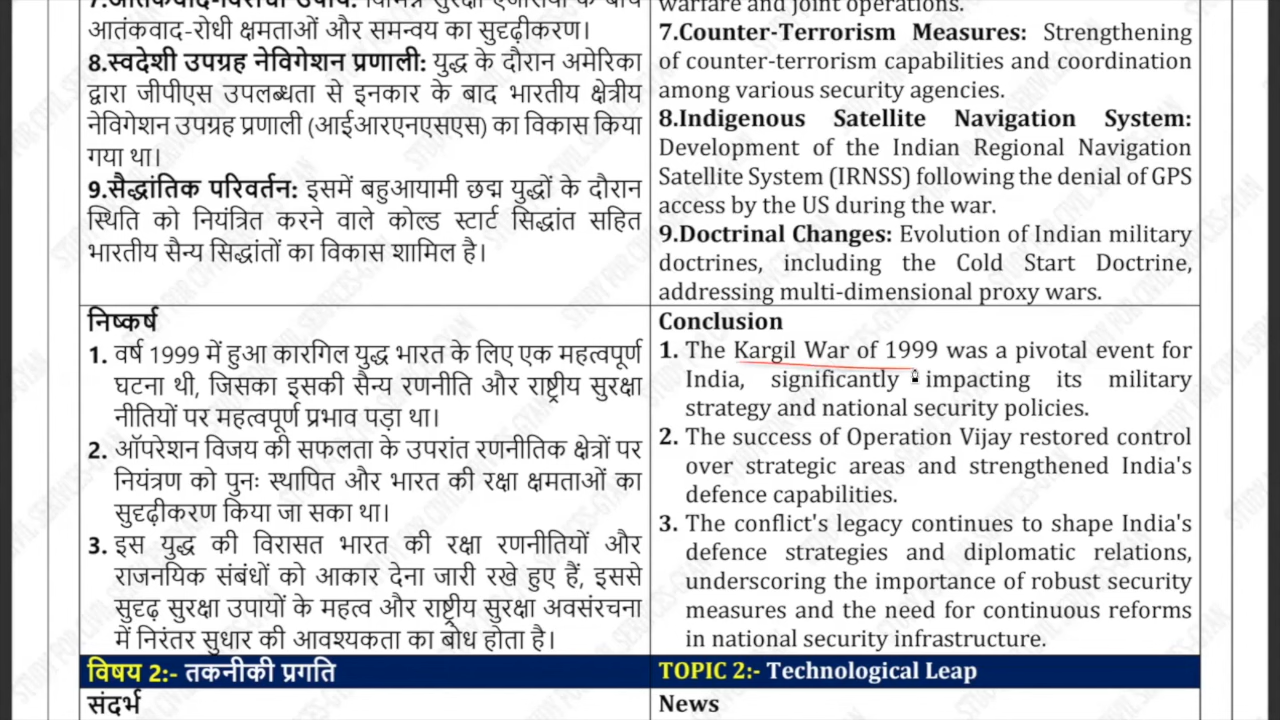 7.आतंकवाद-विरोधी उपाय: विभिन्न सुरक्षा एजेंसियों के बीच
आतंकवाद-रोधी क्षमताओं और समन्वय का सुदृढ़ीकरण।
8.स्वदेशी उपग्रह नेविगेशन प्रणाली: युद्ध के दौरान अमेरिका
द्वारा जीपीएस उपलब्धता से इनकार के बाद भारतीय क्षेत्रीय
नेविगेशन उपग्रह प्रणाली (आईआरएनएसएस) का विकास किया
गया था।
9.सैद्धांतिक परिवर्तन: इसमें बहुआयामी छद्म युद्धों के दौरान
स्थिति को नियंत्रित करने वाले कोल्ड स्टार्ट सिद्धांत सहित
भारतीय सैन्य सिद्धांतों का विकास शामिल है।
warfare and joint operations.
7.Counter-Terrorism Measures: Strengthening
of counter-terrorism capabilities and coordination
among various security agencies.
8.Indigenous Satellite Navigation System:
Development of the Indian Regional Navigation
Satellite System (IRNSS) following the denial of GPS
access by the US during the war.
9.Doctrinal Changes: Evolution of Indian military
doctrines, including the Cold Start Doctrine,
addressing multi-dimensional proxy wars.
निष्कर्ष
1. वर्ष 1999 में हुआ कारगिल युद्ध भारत के लिए एक महत्वपूर्ण
घटना थी, जिसका इसकी सैन्य रणनीति और राष्ट्रीय सुरक्षा
नीतियों पर महत्वपूर्ण प्रभाव पड़ा था।
2. ऑपरेशन विजय की सफलता के उपरांत रणनीतिक क्षेत्रों पर
नियंत्रण को पुनः स्थापित और भारत की रक्षा क्षमताओं का
सुदृढ़ीकरण किया जा सका था।
3. इस युद्ध की विरासत भारत की रक्षा रणनीतियों और
राजनयिक संबंधों को आकार देना जारी रखे हुए हैं, इससे
सुदृढ़ सुरक्षा उपायों के महत्व और राष्ट्रीय सुरक्षा अवसंरचना
में निरंतर सुधार की आवश्यकता का बोध होता है।
Conclusion
1. The Kargil War of 1999 was a pivotal event for
India, significantly impacting its military
strategy and national security policies.
2. The success of Operation Vijay restored control
over strategic areas and strengthened India's
defence capabilities.
3. The conflict's legacy continues to shape India's
defence strategies and diplomatic relations,
underscoring the importance of robust security
measures and the need for continuous reforms
in national security infrastructure.
विषय 2:- तकनीकी प्रगति
TOPIC 2:- Technological Leap
संदर्भ
News